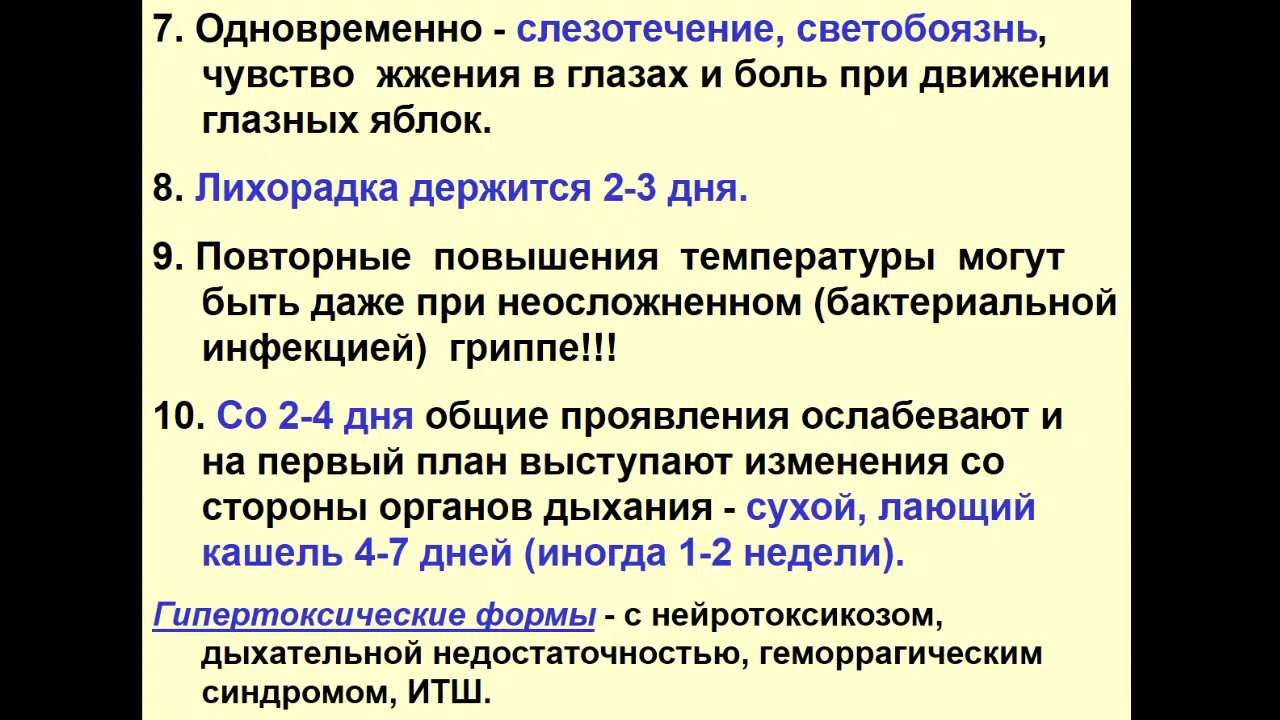 7. Одновременно - слезотечение, светобоязнь,
чувство жжения в глазах и боль при движении
глазных яблок.
8. Лихорадка держится 2-3 дня.
9. Повторные повышения температуры могут
быть даже при неосложненном (бактериальной
инфекцией) гриппе!!!
10. Со 2-4 дня общие проявления ослабевают и
на первый план выступают изменения со
стороны органов дыхания - сухой, лающий
кашель 4-7 дней (иногда 1-2 недели).
Гипертоксические формы - с нейротоксикозом,
дыхательной недостаточностью, геморрагическим
синдромом, ИТШ.